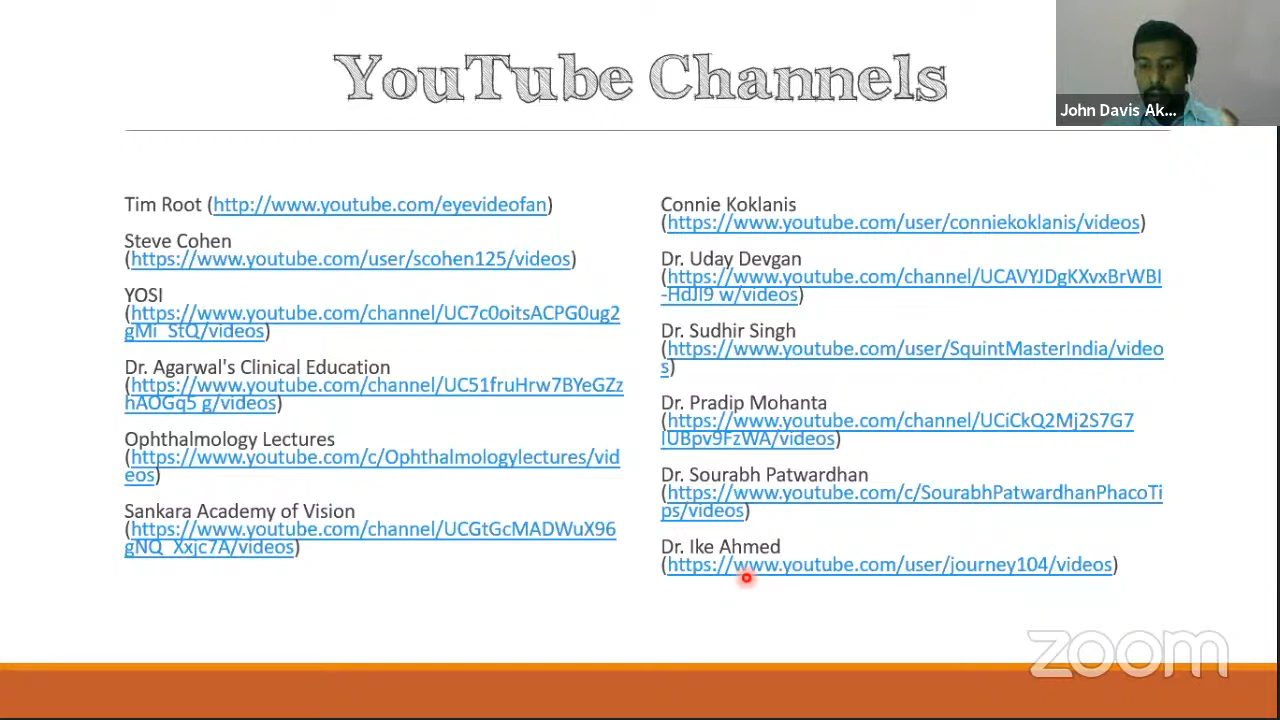 YouTube Channels
John Davis Ak...
Tim Root (http://www.youtube.com/eyevideofan)
Steve Cohen
(https://www.youtube.com/user/scohen125/videos)
YOSI
(https://www.youtube.com/channel/UC7c0oitsACPG0ug2
gMi_StQ/videos)
Dr. Agarwal's Clinical Education
(https://www.youtube.com/channel/UC51fruHrw7BYeGZz
hAOGq5 g/videos)
Ophthalmology Lectures
(https://www.youtube.com/c/Ophthalmologylectures/vid
eos)
Sankara Academy of Vision
(https://www.youtube.com/channel/UCGtGcMADWuX96
gNQ_Xxjc7A/videos)
Connie Koklanis
(https://www.youtube.com/user/conniekoklanis/videos)
Dr. Uday Devgan
(https://www.youtube.com/channel/UCAVYJDgKXvxBrWBI
-HdJI9 w/videos)
Dr. Sudhir Singh
(https://www.youtube.com/user/SquintMasterIndia/video
s)
Dr. Pradip Mohanta
(https://www.youtube.com/channel/UCiCkQ2Mj2S7G7
IUBpv9FzWA/videos)
Dr. Sourabh Patwardhan
(https://www.youtube.com/c/SourabhPatwardhanPhacoTi
ps/videos)
Dr. Ike Ahmed
(https://www.youtube.com/user/journey104/videos)
zoom